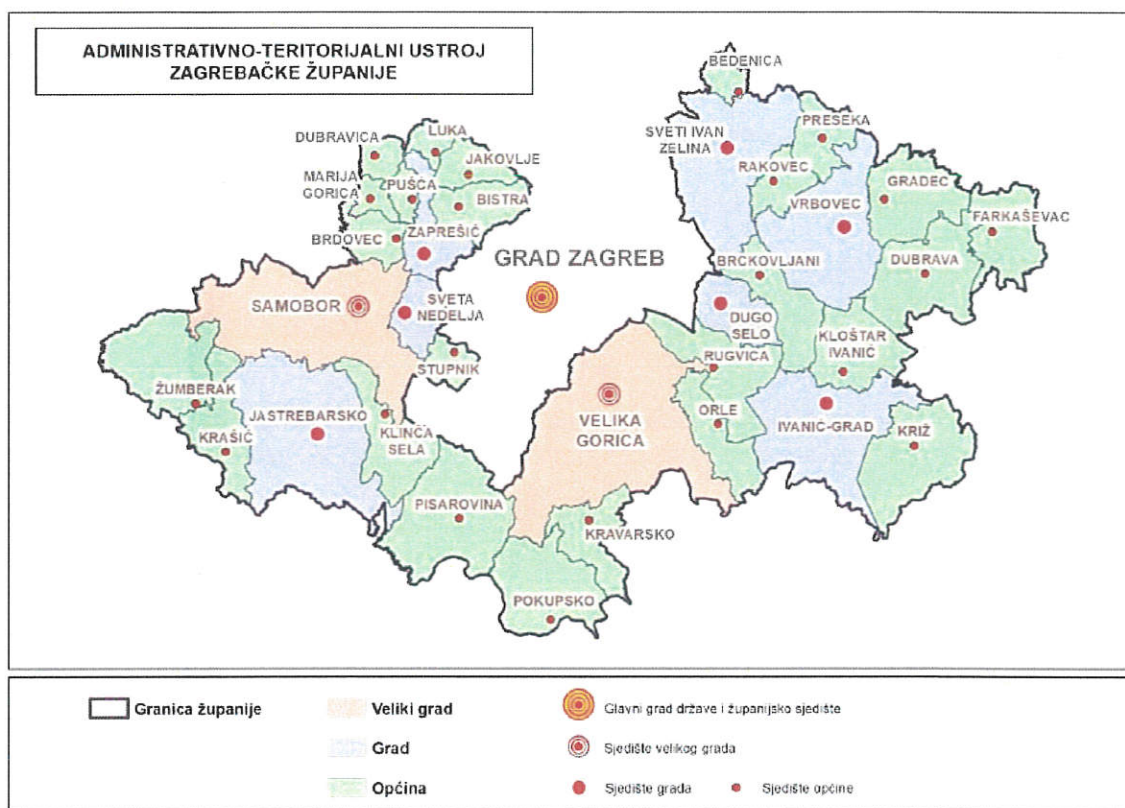 ADMINISTRATIVNO-TERITORIJALNI USTROJ
ZAGREBAČKE ŽUPANIJE
BEDENICA
DUBRAVICA
LUKA
PRESEKA
SVETI IVAN
ZELINA
JAKOVLJE
MARIJA
GORICA
PUŠĆA
RAKOVEC
GRADEC
BISTRA
VRBOVEC
FARKAŠEVAC
BRDOVEC
ZAPREŠIĆ
GRAD ZAGREB
BRCKOVLJANI
DUBRAVA
SAMOBOR
SVETA
NEDELJA
DUGO
SELO
KLOŠTAR
IVANIĆ
STUPNIK
RUGVICA
ŽUMBERAK
JASTREBARSKO
VELIKA
GORICA
ORLE
KLINČA
SELA
IVANIĆ-GRAD
KRIŽ
KRAŠIĆ
PISAROVINA
KRAVARSKO
POKUPSKO
Granica županije
Veliki grad
Glavni grad države i županijsko sjedište
Grad
Sjedište velikog grada
Općina
Sjedište grada
Sjedište općine